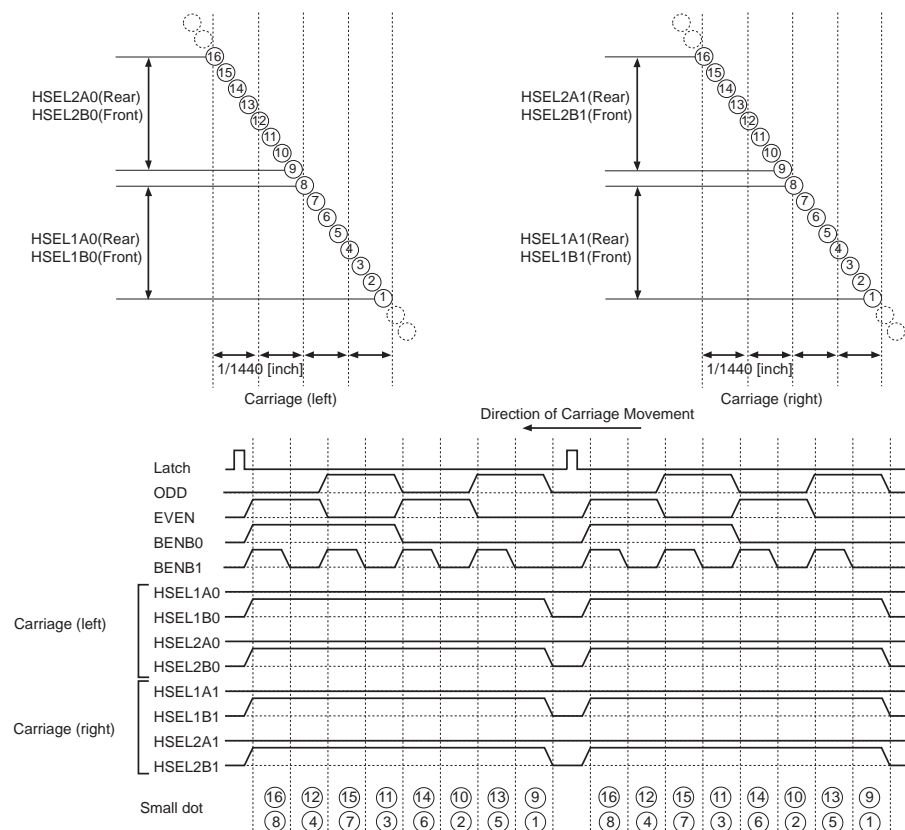 16
15
14
13
12
11
10
9
8
7
6
5
4
3
2
1
HSEL2A0(Rear)
HSEL2B0(Front)
HSEL1A0(Rear)
HSEL1B0(Front)
1/1440 [inch]
Carriage (left)
16
15
14
13
12
11
10
9
8
7
6
5
4
3
2
1
HSEL2A1(Rear)
HSEL2B1(Front)
HSEL1A1(Rear)
HSEL1B1(Front)
1/1440 [inch]
Carriage (right)
Direction of Carriage Movement
Latch
ODD
EVEN
BENB0
BENB1
Carriage (left)
HSEL1A0
HSEL1B0
HSEL2A0
HSEL2B0
Carriage (right)
HSEL1A1
HSEL1B1
HSEL2A1
HSEL2B1
Small dot
16 12 15 11 14 10 13 9 16 12 15 11 14 10 13 9
8 4 7 3 6 2 5 1 8 4 7 3 6 2 5 1